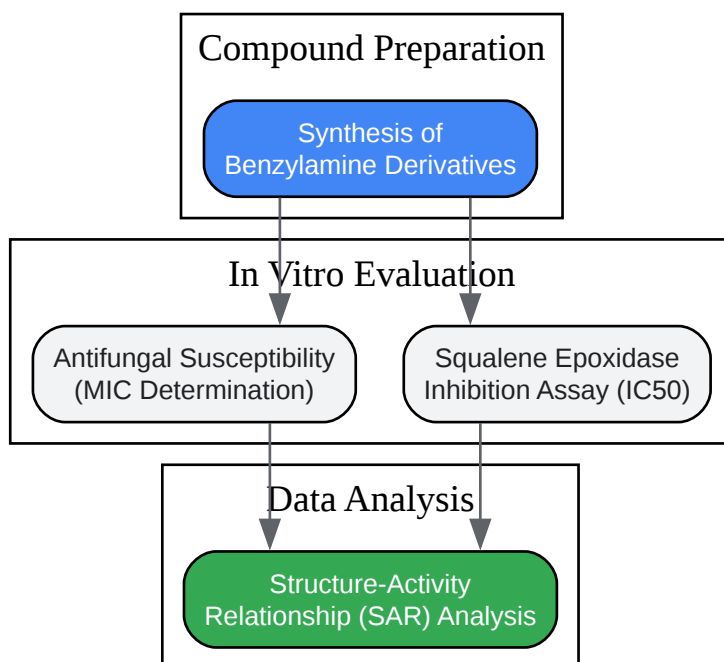 Compound Preparation
Synthesis of
Benzylamine Derivatives
In Vitro Evaluation
Antifungal Susceptibility
(MIC Determination)
Squalene Epoxidase
Inhibition Assay (IC50)
Data Analysis
Structure-Activity
Relationship (SAR) Analysis